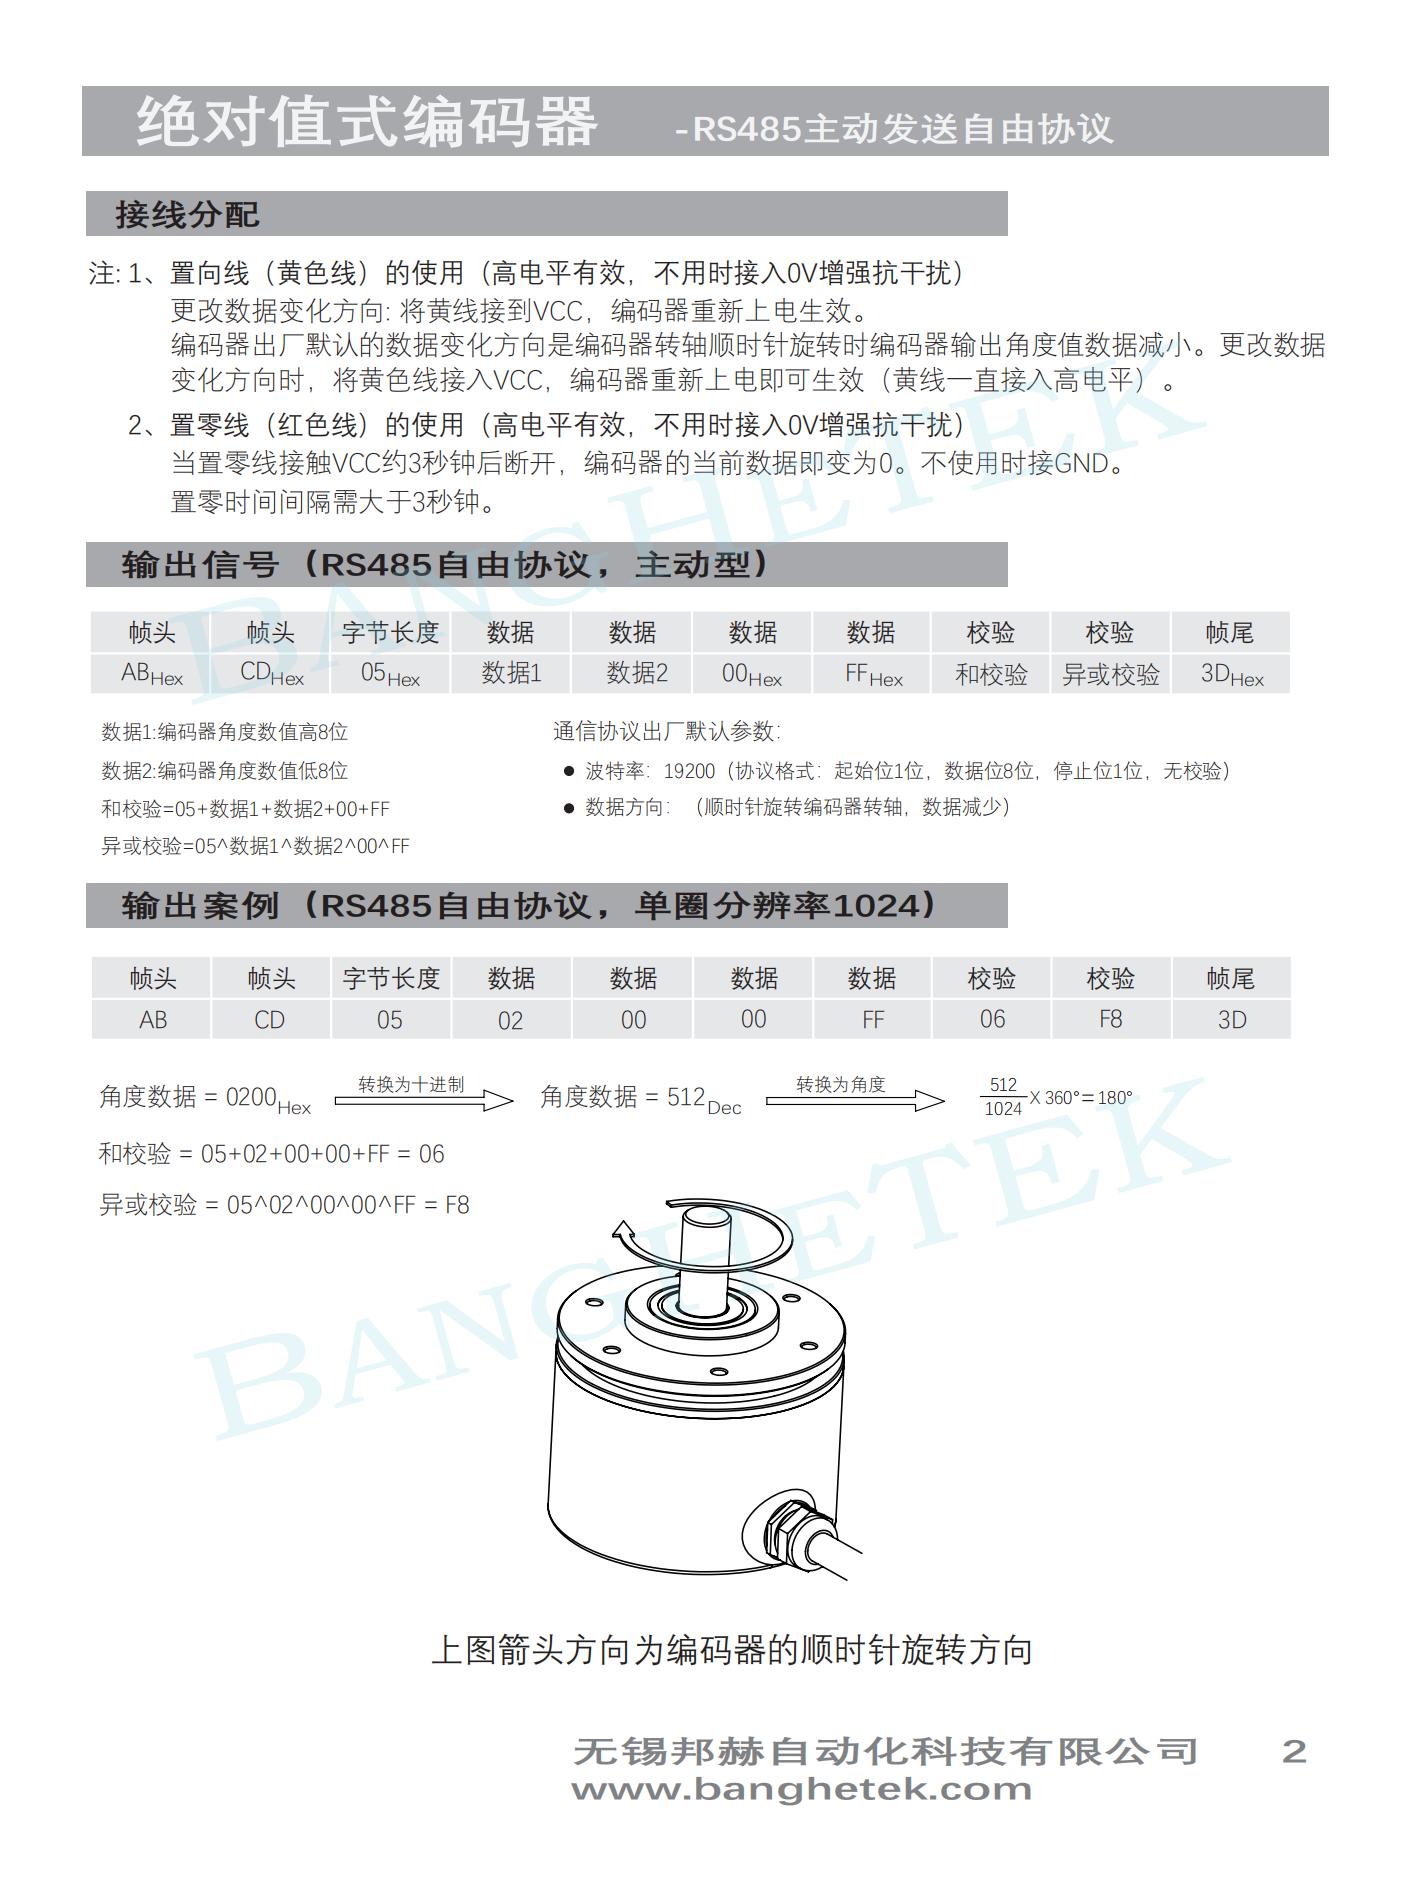 绝对值式编码器 -RS485主动发送自由协议
接线分配
注: 1、置向线（黄色线）的使用（高电平有效，不用时接入0V增强抗干扰）
更改数据变化方向: 将黄线接到VCC，编码器重新上电生效。
编码器出厂默认的数据变化方向是编码器转轴顺时针旋转时编码器输出角度值数据减小。更改数据
变化方向时，将黄色线接入VCC，编码器重新上电即可生效（黄线一直接入高电平）。
2、置零线（红色线）的使用（高电平有效，不用时接入0V增强抗干扰）
当置零线接触VCC约3秒钟后断开，编码器的当前数据即变为0。不使用时接GND。
置零时间间隔需大于3秒钟。
输出信号（RS485自由协议，主动型）
帧头 帧头 字节长度 数据 数据 数据 数据 校验 校验 帧尾
ABHex CDHex 05Hex 数据1 数据2 00Hex FFHex 和校验 异或校验 3DHex
数据1:编码器角度数值高8位
数据2:编码器角度数值低8位
和校验=05+数据1+数据2+00+FF
异或校验=05^数据1^数据2^00^FF
通信协议出厂默认参数:
● 波特率: 19200（协议格式: 起始位1位，数据位8位，停止位1位，无校验）
● 数据方向: （顺时针旋转编码器转轴，数据减少）
输出案例（RS485自由协议，单圈分辨率1024）
帧头 帧头 字节长度 数据 数据 数据 数据 校验 校验 帧尾
AB CD 05 02 00 00 FF 06 F8 3D
角度数据 = 0200Hex 转换为十进制 角度数据 = 512Dec 转换为角度 512/1024 X 360°=180°
和校验 = 05+02+00+00+FF = 06
异或校验 = 05^02^00^00^FF = F8
上图箭头方向为编码器的顺时针旋转方向
无锡邦赫自动化科技有限公司 2
www.banghetek.com
BANGHETEK
BANGHETEK